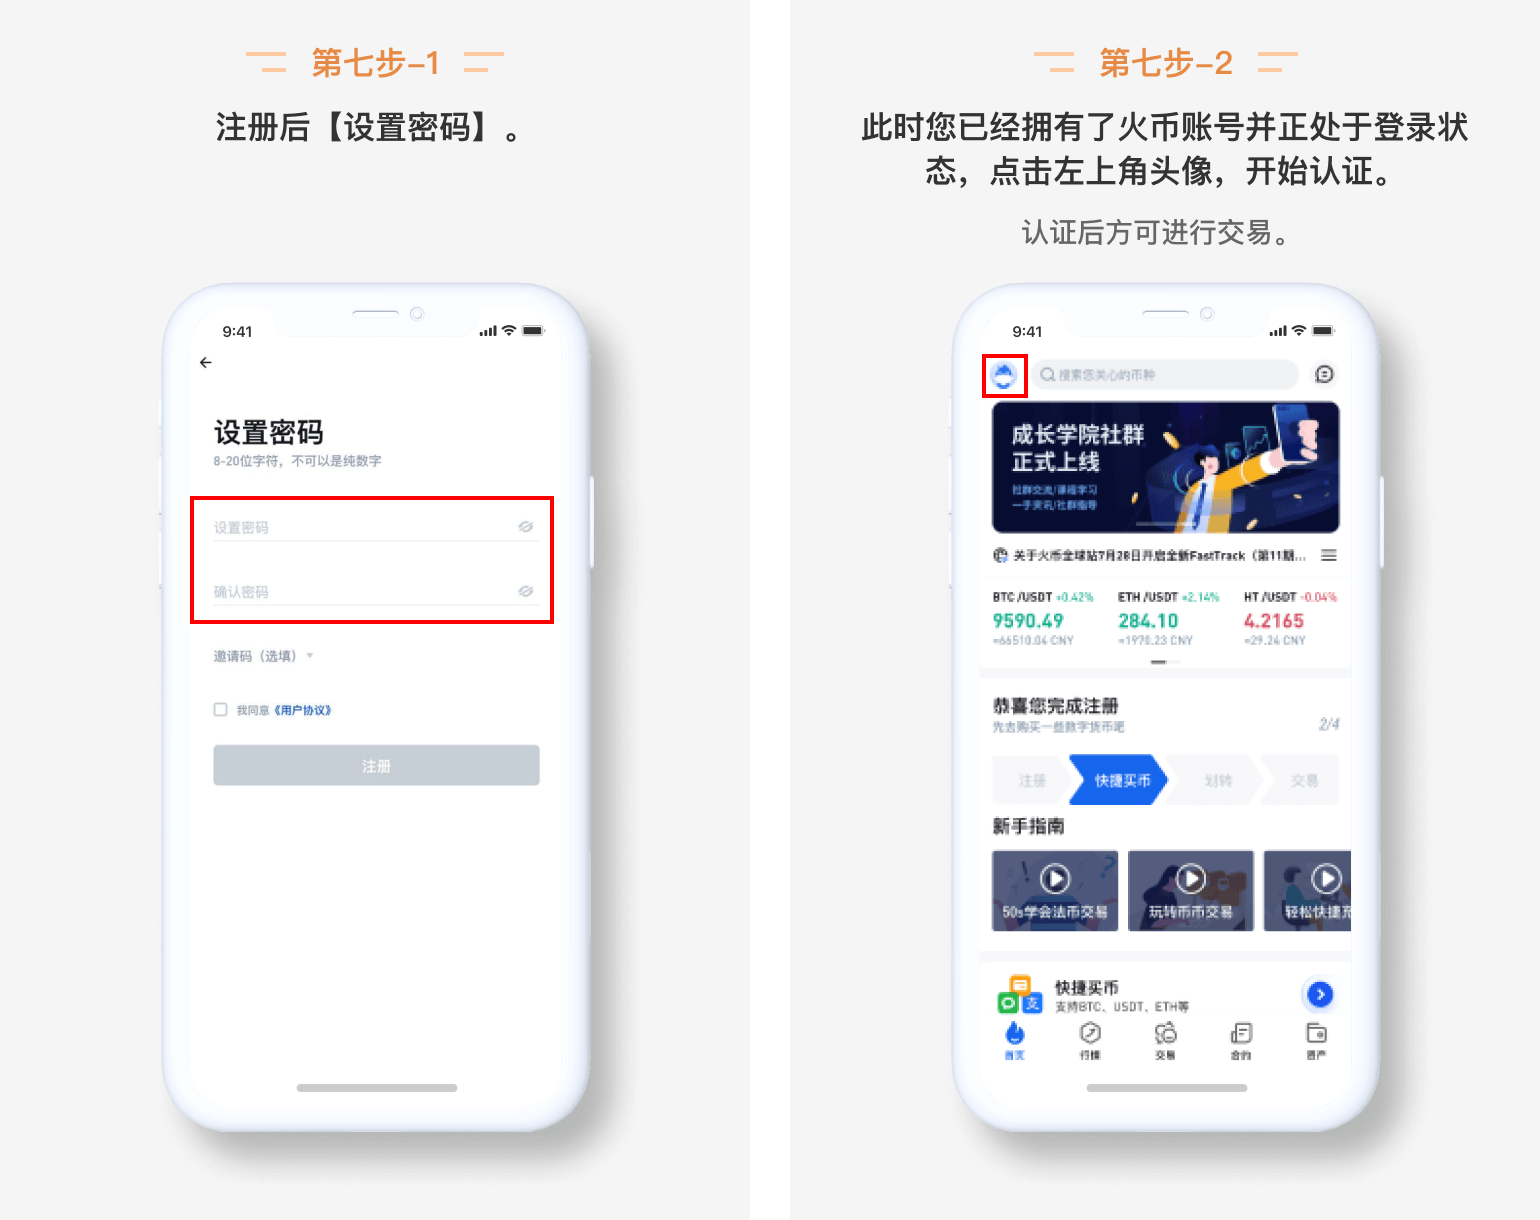 第七步-1
注册后【设置密码】。
9:41
设置密码
8-20位字符，不可以是纯数字
设置密码
确认密码
邀请码（选填）
我同意《用户协议》
注册
第七步-2
此时您已经拥有了火币账号并正处于登录状
态，点击左上角头像，开始认证。
认证后方可进行交易。
9:41
搜索您关心的币种
成长学院社群
正式上线
社群交流/课程学习
一手资讯/社群指导
关于火币全球站7月28日开启全新FastTrack（第11期...
BTC/USDT +0.42% ETH/USDT +2.14% HT/USDT -0.04%
9590.49 284.10 4.2165
≈66510.04 CNY ≈1970.23 CNY ≈29.24 CNY
恭喜您完成注册
先去购买一些数字货币吧
2/4
注册 快捷买币 划转 交易
新手指南
50s学会法币交易 玩转币币交易 轻松快捷充
快捷买币
支持BTC、USDT、ETH等
支
首页 行情 交易 合约 资产